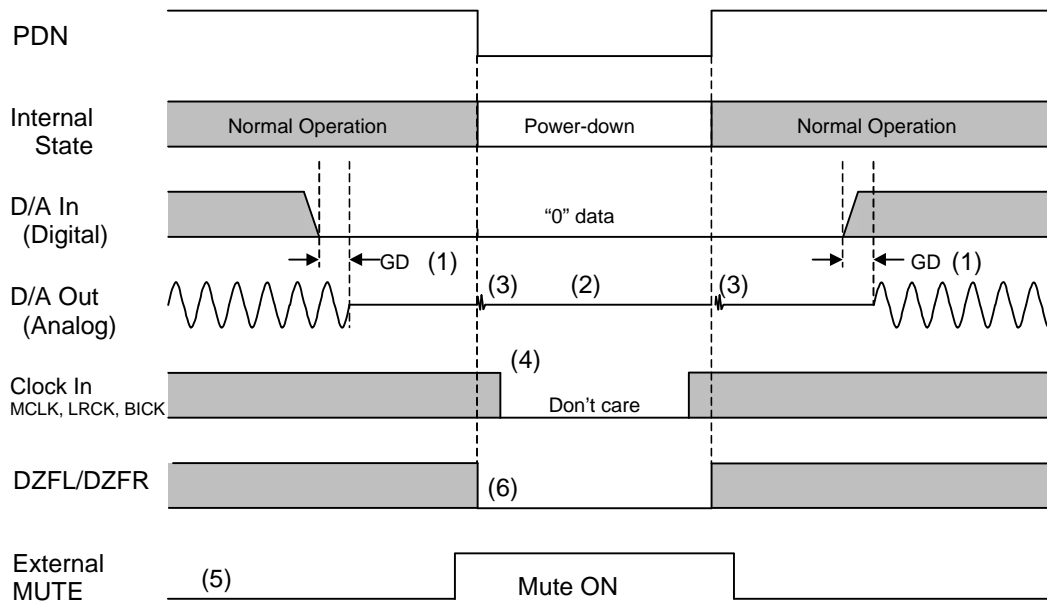 PDN
Internal
State
Normal Operation
Power-down
Normal Operation
D/A In
(Digital)
“0” data
GD (1)
GD (1)
D/A Out
(Analog)
(3)
(2)
(3)
Clock In
MCLK, LRCK, BICK
(4)
Don’t care
DZFL/DZFR
(6)
External
MUTE
(5)
Mute ON